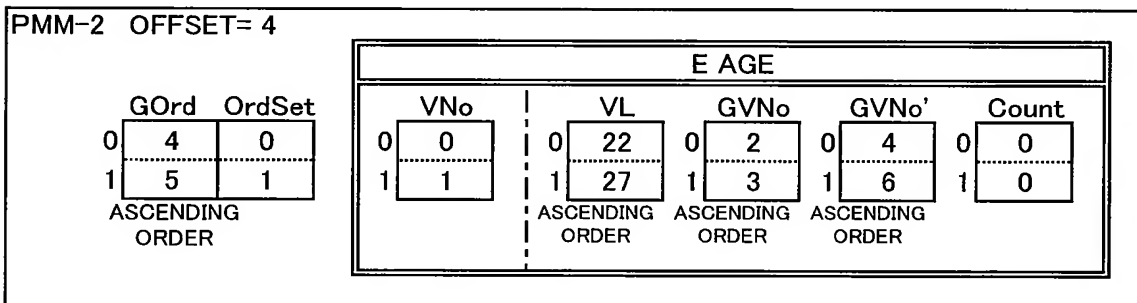 PMM-2 OFFSET= 4
E AGE
GOrd OrdSet VNo VL GVNo GVNo' Count
0 4 0 0 0 0 22 0 2 0 4 0 0
1 5 1 1 1 1 27 1 3 1 6 1 0
ASCENDING ORDER ASCENDING ORDER ASCENDING ORDER ASCENDING ORDER